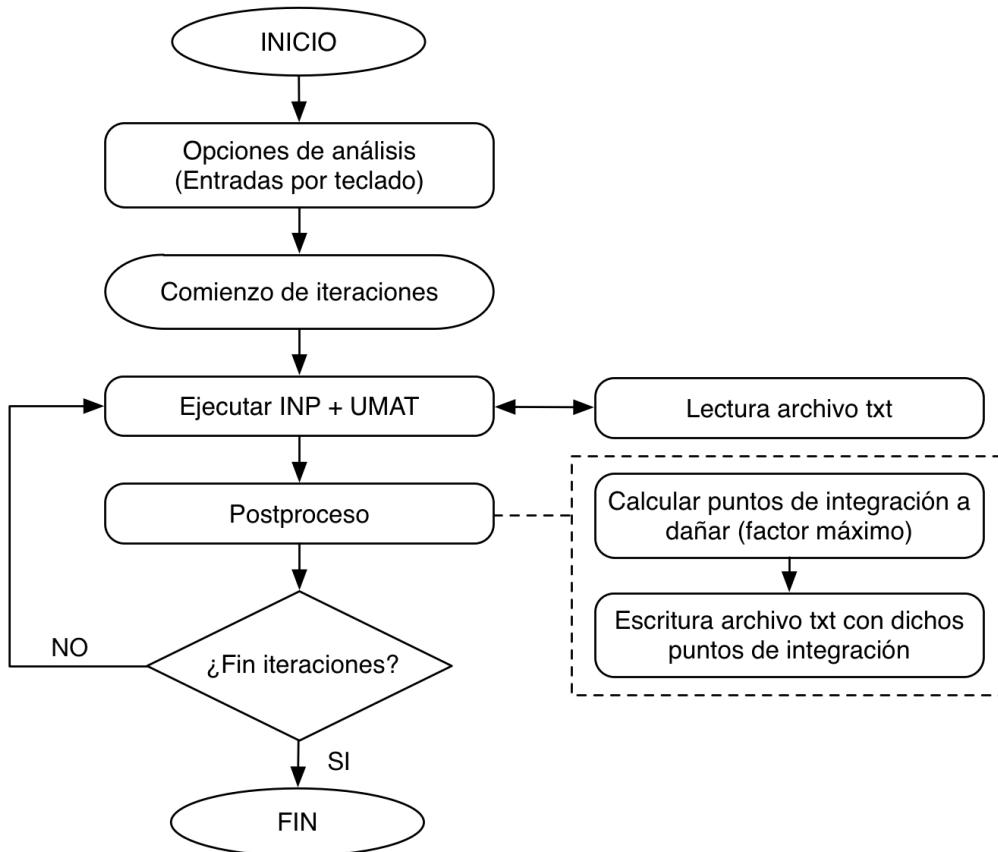 INICIO
Opciones de análisis
(Entradas por teclado)
Comienzo de iteraciones
Ejecutar INP + UMAT
Lectura archivo txt
Postproceso
Calcular puntos de integración a
dañar (factor máximo)
Escritura archivo txt con dichos
puntos de integración
¿Fin iteraciones?
NO
SI
FIN